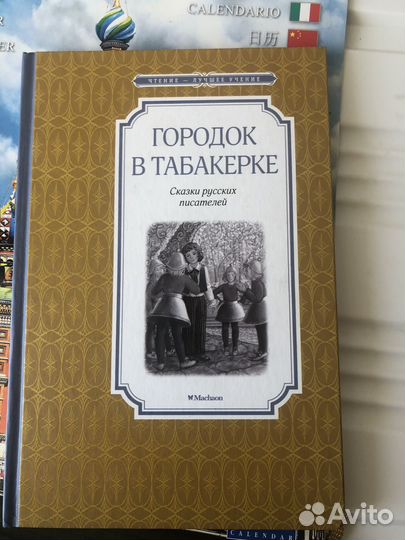 CALENDARIO
日历
ЧТЕНИЕ — ЛУЧШЕЕ УЧЕНИЕ
ГОРОДОК
В ТАБАКЕРКЕ
Сказки русских
писателей
Machaon
CALENDAR
Avito